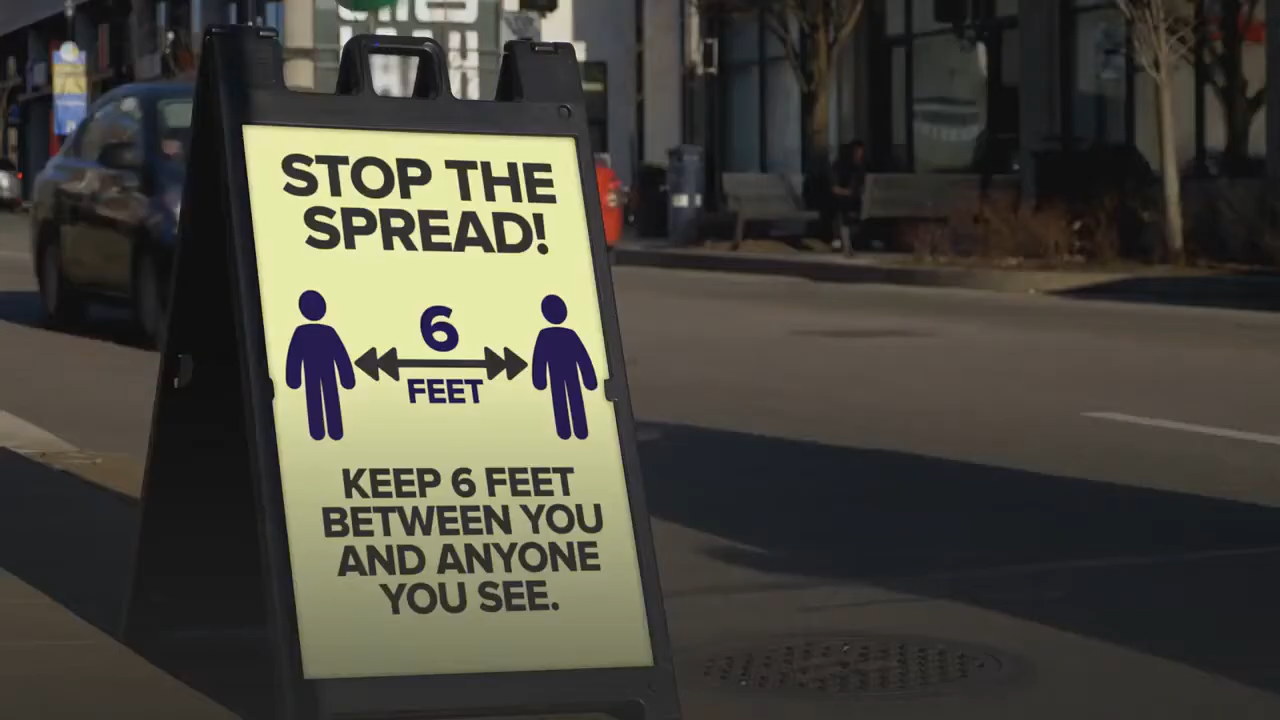 STOP THE
SPREAD!
6
FEET
KEEP 6 FEET
BETWEEN YOU
AND ANYONE
YOU SEE.